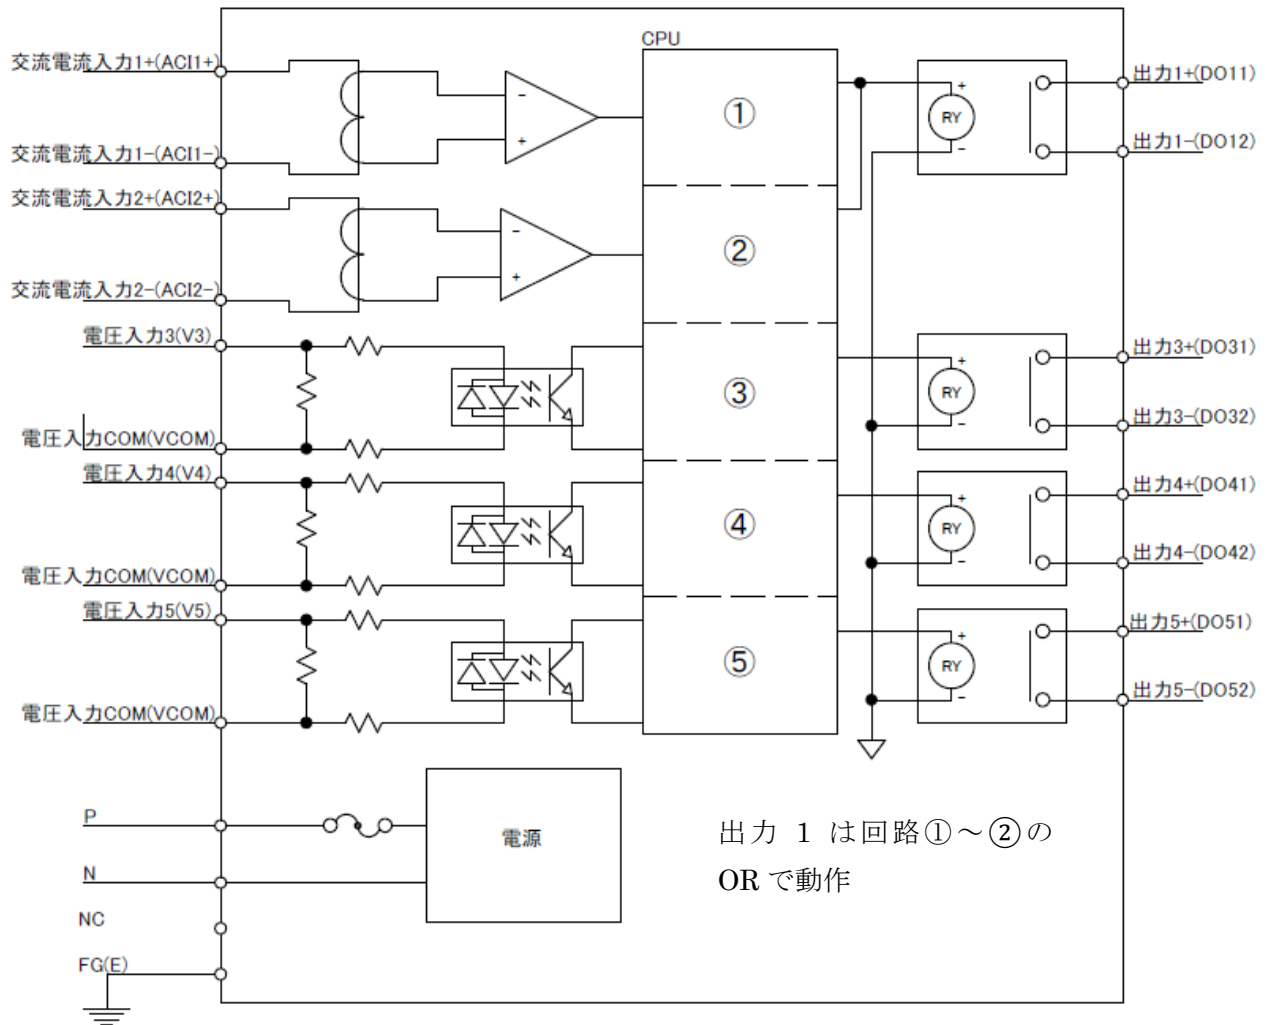 CPU
交流電流入力1+(ACI1+)
交流電流入力1-(ACI1-)
交流電流入力2+(ACI2+)
交流電流入力2-(ACI2-)
電圧入力3(V3)
電圧入力COM(VCOM)
電圧入力4(V4)
電圧入力COM(VCOM)
電圧入力5(V5)
電圧入力COM(VCOM)
P
N
NC
FG(E)
-
+
-
+
①
②
③
④
⑤
電源
+
RY
-
+
RY
-
+
RY
-
+
RY
-
出力1+(DO11)
出力1-(DO12)
出力3+(DO31)
出力3-(DO32)
出力4+(DO41)
出力4-(DO42)
出力5+(DO51)
出力5-(DO52)
出力 1 は回路①～②の
OR で動作